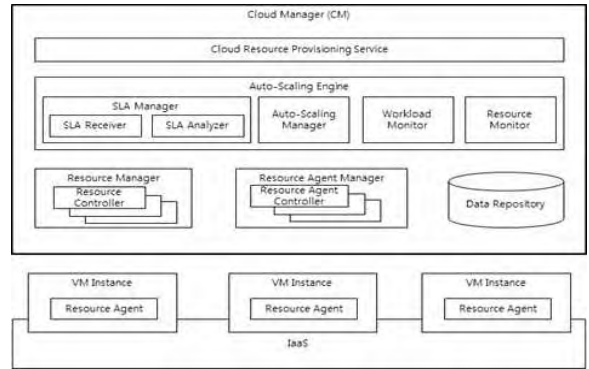 Cloud Manager (CM)
Cloud Resource Provisioning Service
Auto-Scaling Engine
SLA Manager
SLA Receiver
SLA Analyzer
Auto-Scaling
Manager
Workload
Monitor
Resource
Monitor
Resource Manager
Resource
Controller
Resource Agent Manager
Resource Agent
Controller
Data Repository
VM Instance
Resource Agent
VM Instance
Resource Agent
VM Instance
Resource Agent
IaaS